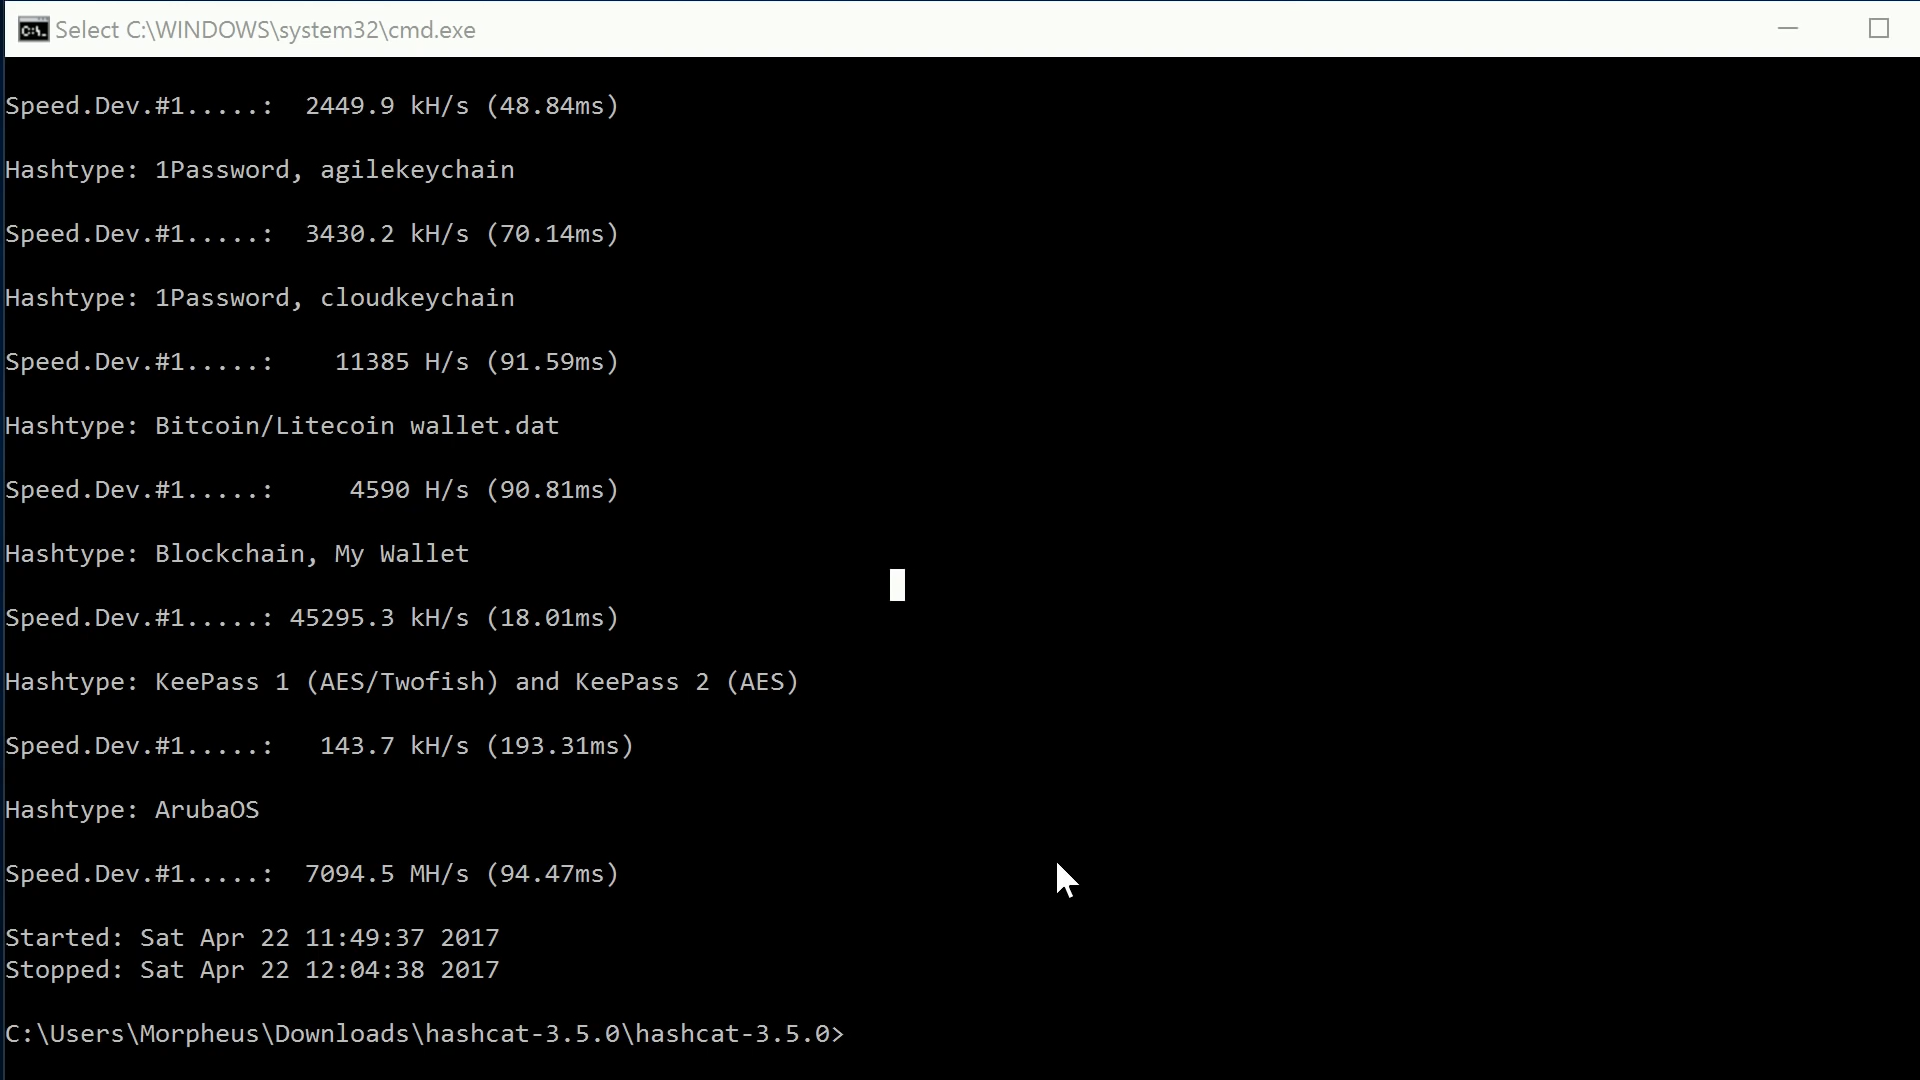 Select C:\WINDOWS\system32\cmd.exe
Speed.Dev.#1.....:  2449.9 kH/s (48.84ms)
Hashtype: 1Password, agilekeychain
Speed.Dev.#1.....:  3430.2 kH/s (70.14ms)
Hashtype: 1Password, cloudkeychain
Speed.Dev.#1.....:    11385 H/s (91.59ms)
Hashtype: Bitcoin/Litecoin wallet.dat
Speed.Dev.#1.....:     4590 H/s (90.81ms)
Hashtype: Blockchain, My Wallet
Speed.Dev.#1.....: 45295.3 kH/s (18.01ms)
Hashtype: KeePass 1 (AES/Twofish) and KeePass 2 (AES)
Speed.Dev.#1.....:   143.7 kH/s (193.31ms)
Hashtype: ArubaOS
Speed.Dev.#1.....:  7094.5 MH/s (94.47ms)
Started: Sat Apr 22 11:49:37 2017
Stopped: Sat Apr 22 12:04:38 2017
C:\Users\Morpheus\Downloads\hashcat-3.5.0\hashcat-3.5.0>